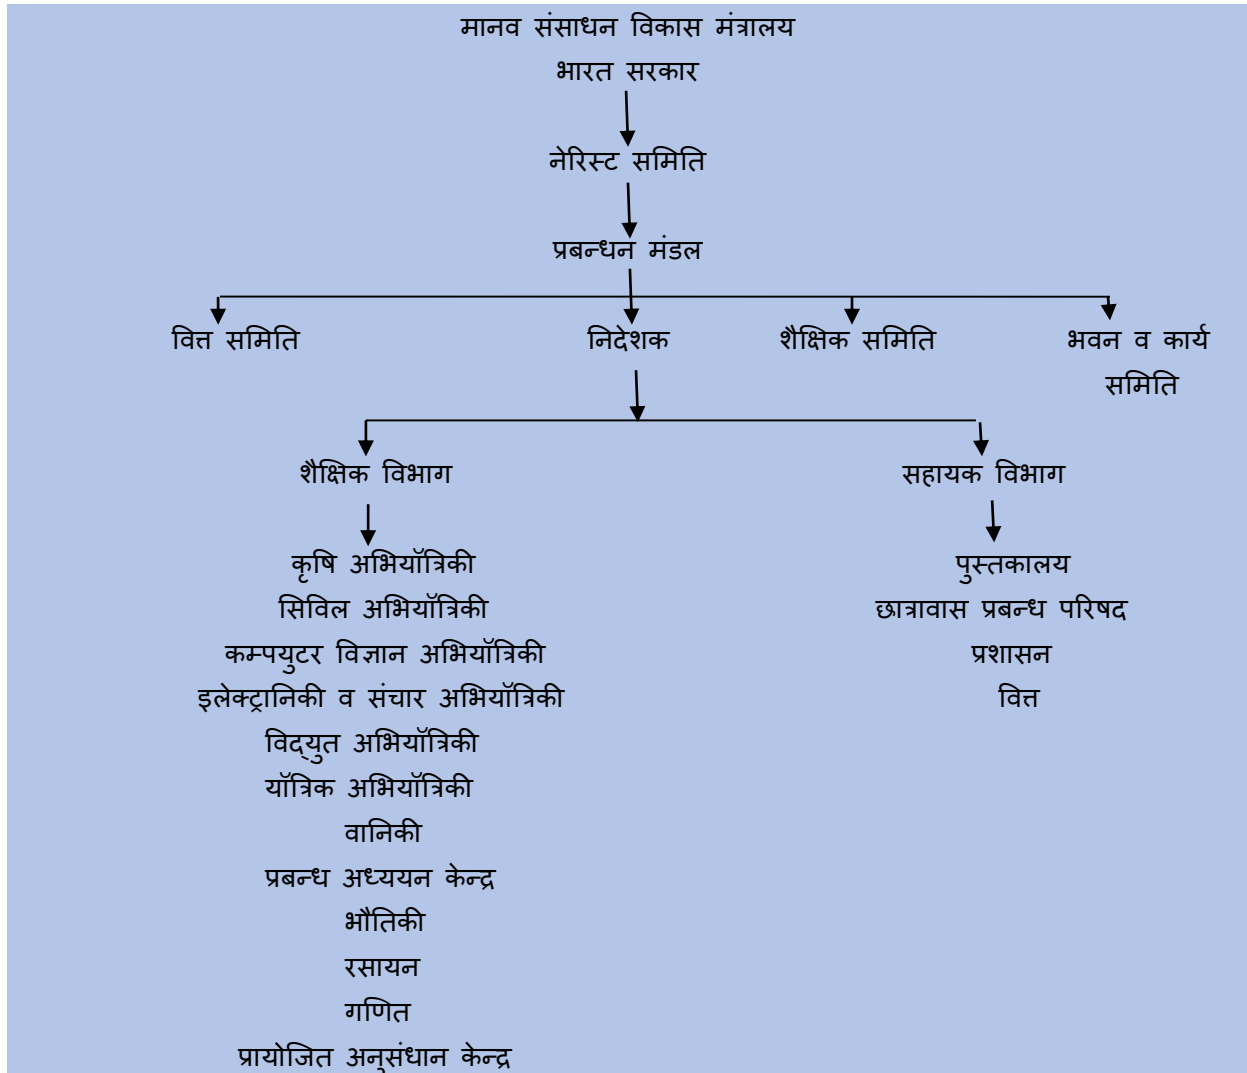 मानव संसाधन विकास मंत्रालय
भारत सरकार
नेरिस्ट समिति
प्रबन्धन मंडल
वित्त समिति
निदेशक
शैक्षिक समिति
भवन व कार्य
समिति
शैक्षिक विभाग
सहायक विभाग
कृषि अभियाॅत्रिकी
सिविल अभियाॅत्रिकी
कम्पयुटर विज्ञान अभियाॅत्रिकी
इलेक्ट्रानिकी व संचार अभियाॅत्रिकी
विद्‌युत अभियाॅत्रिकी
याॅत्रिक अभियाॅत्रिकी
वानिकी
प्रबन्ध अध्ययन केन्द्र
भौतिकी
रसायन
गणित
प्रायोजित अनुसंधान केन्द्र
पुस्तकालय
छात्रावास प्रबन्ध परिषद
प्रशासन
वित्त